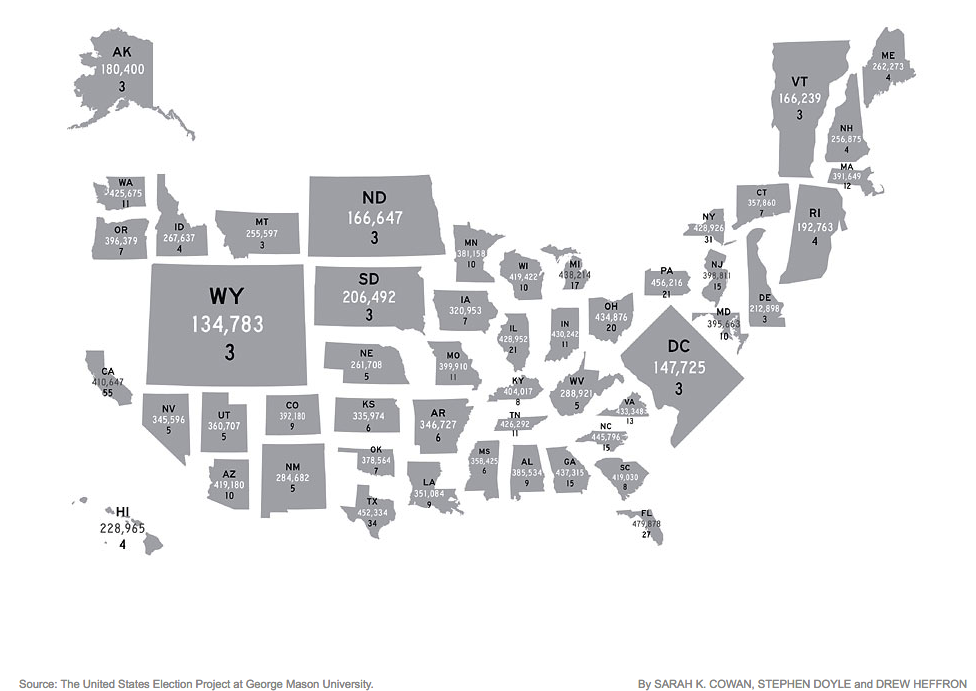 AK
180,400
3
ME
262,273
4
VT
166,239
3
NH
256,875
4
MA
391,649
12
WA
425,675
11
OR
396,379
7
ID
267,637
4
MT
255,597
3
ND
166,647
3
CT
357,860
7
NY
428,926
31
RI
192,763
4
MN
381,158
10
WI
419,422
10
MI
438,214
17
PA
456,216
21
NJ
398,811
15
DE
212,898
3
WY
134,783
3
SD
206,492
3
IA
320,953
7
IL
428,952
21
IN
430,242
11
OH
434,876
20
MD
395,663
10
DC
147,725
3
CA
410,647
55
NE
261,708
5
MO
399,910
11
KY
404,017
8
WV
288,921
5
VA
433,348
13
NV
345,596
5
UT
360,707
5
CO
392,180
9
KS
335,974
6
AR
346,727
6
TN
426,292
11
NC
445,796
15
AZ
419,180
10
NM
284,682
5
OK
378,564
7
LA
351,084
9
MS
358,425
6
AL
385,534
9
GA
437,315
15
SC
419,030
8
TX
452,334
34
HI
228,965
4
FL
479,878
27
Source: The United States Election Project at George Mason University.
By SARAH K. COWAN, STEPHEN DOYLE and DREW HEFFRON